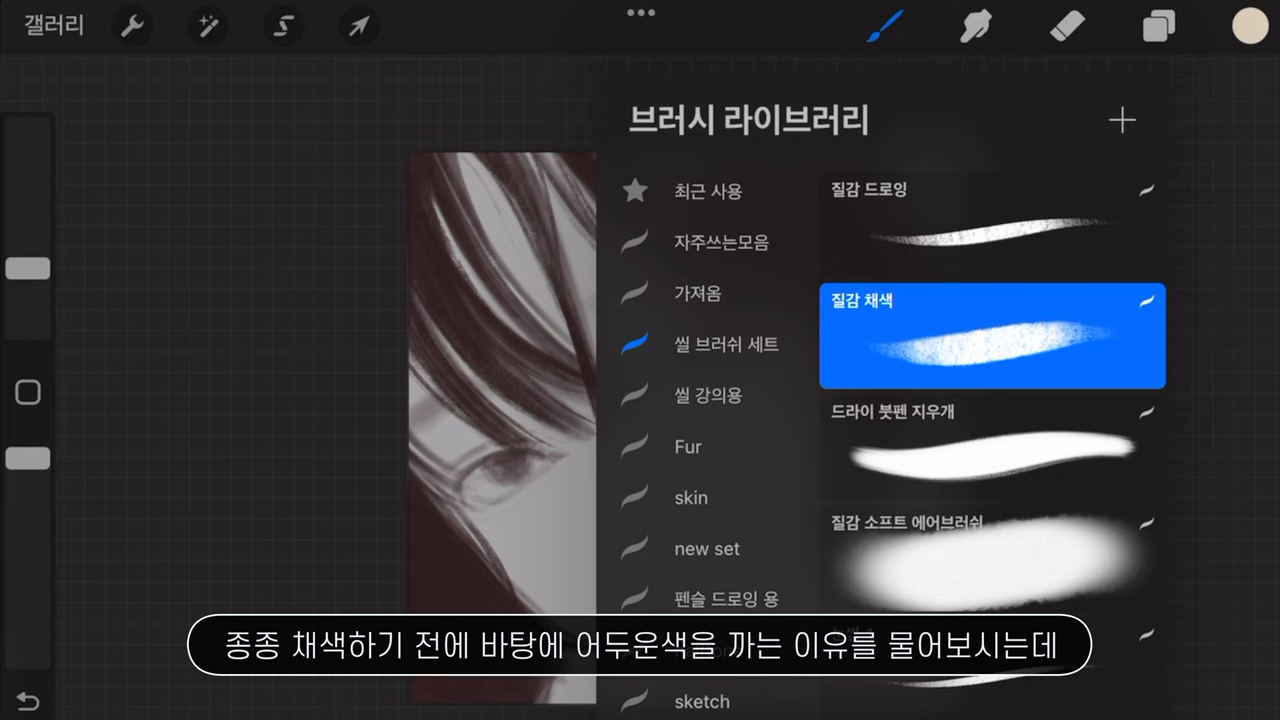 갤러리
브러시 라이브러리
최근 사용
자주쓰는모음
가져옴
씰 브러쉬 세트
씰 강의용
Fur
skin
new set
펜슬 드로잉 용
sketch
질감 드로잉
질감 채색
드라이 붓펜 지우개
질감 소프트 에어브러쉬
종종 채색하기 전에 바탕에 어두운색을 까는 이유를 물어보시는데